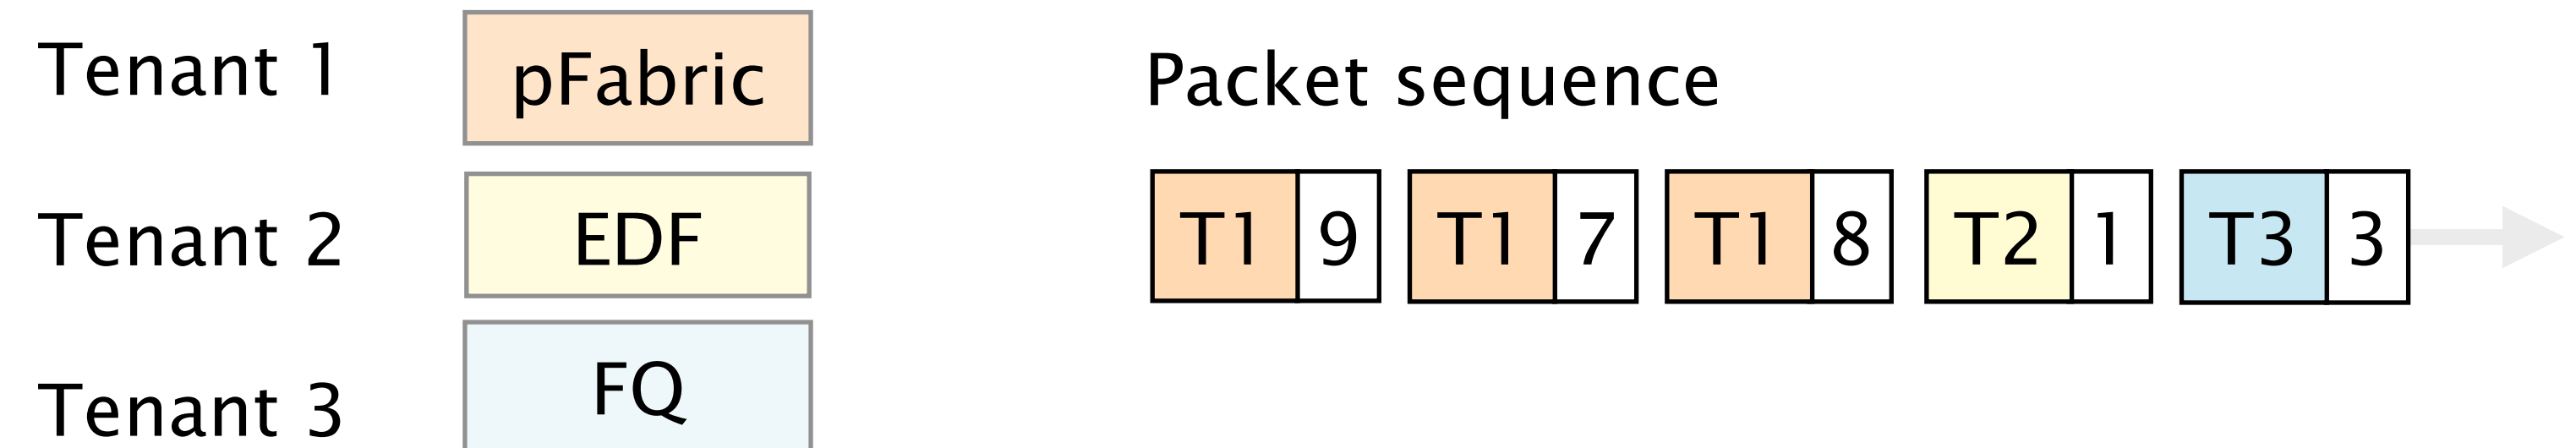 Tenant 1
pFabric
Tenant 2
EDF
Tenant 3
FQ
Packet sequence
T1 9 T1 7 T1 8 T2 1 T3 3